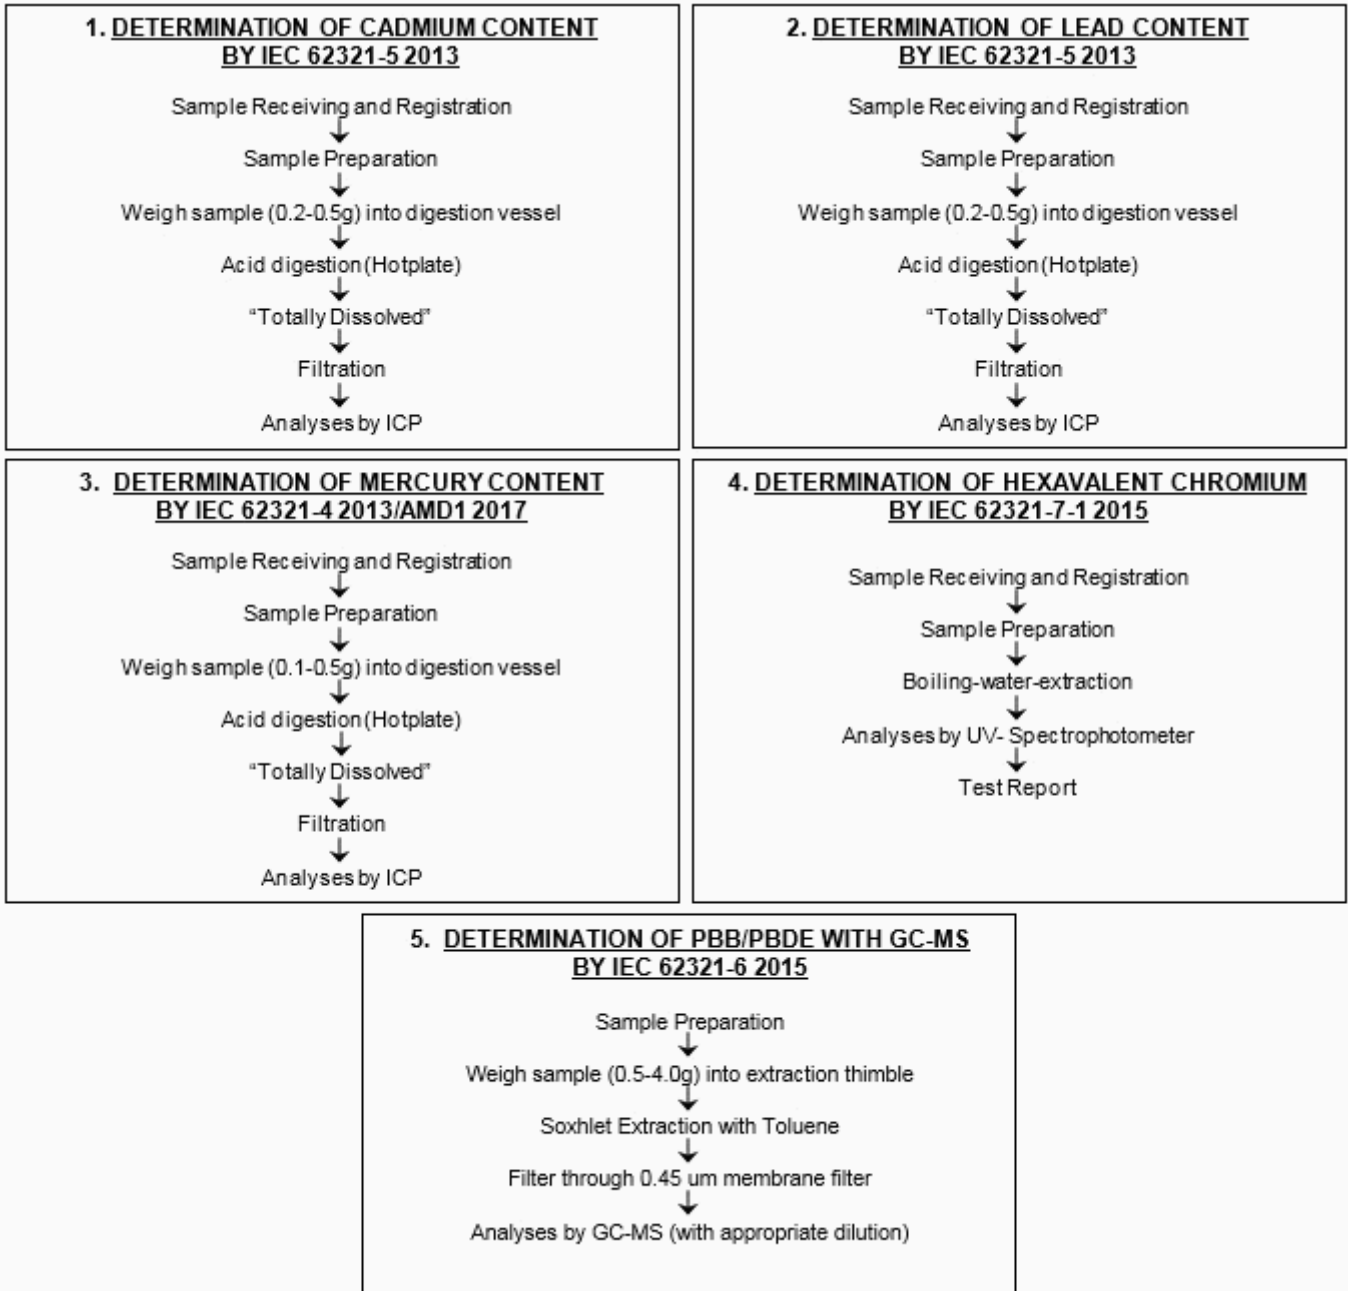 1. DETERMINATION OF CADMIUM CONTENT
BY IEC 62321-5 2013
Sample Receiving and Registration
Sample Preparation
Weigh sample (0.2-0.5g) into digestion vessel
Acid digestion (Hotplate)
“Totally Dissolved”
Filtration
Analyses by ICP
2. DETERMINATION OF LEAD CONTENT
BY IEC 62321-5 2013
Sample Receiving and Registration
Sample Preparation
Weigh sample (0.2-0.5g) into digestion vessel
Acid digestion (Hotplate)
“Totally Dissolved”
Filtration
Analyses by ICP
3. DETERMINATION OF MERCURY CONTENT
BY IEC 62321-4 2013/AMD1 2017
Sample Receiving and Registration
Sample Preparation
Weigh sample (0.1-0.5g) into digestion vessel
Acid digestion (Hotplate)
“Totally Dissolved”
Filtration
Analyses by ICP
4. DETERMINATION OF HEXAVALENT CHROMIUM
BY IEC 62321-7-1 2015
Sample Receiving and Registration
Sample Preparation
Boiling-water-extraction
Analyses by UV- Spectrophotometer
Test Report
5. DETERMINATION OF PBB/PBDE WITH GC-MS
BY IEC 62321-6 2015
Sample Preparation
Weigh sample (0.5-4.0g) into extraction thimble
Soxhlet Extraction with Toluene
Filter through 0.45 um membrane filter
Analyses by GC-MS (with appropriate dilution)